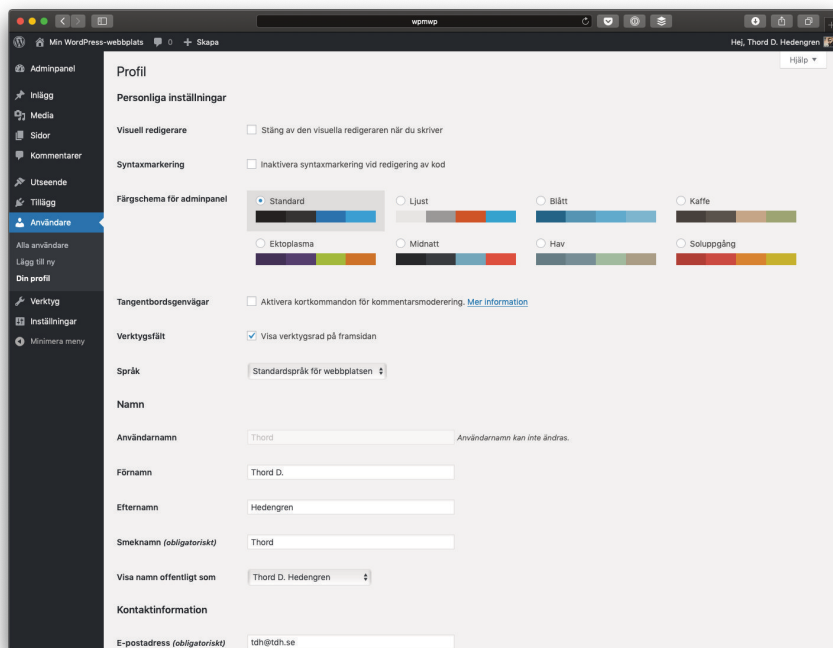 wpmwp
Min WordPress-webbplats 0 + Skapa Hej, Thord D. Hedengren
Hjälp
Adminpanel
Inlägg
Media
Sidor
Kommentarer
Utseende
Tillägg
Användare
Alla användare
Lägg till ny
Din profil
Verktyg
Inställningar
Minimera meny
Profil
Personliga inställningar
Visuell redigerare Stäng av den visuella redigeraren när du skriver
Syntaxmarkering Inaktivera syntaxmarkering vid redigering av kod
Färgschema för adminpanel Standard Ljust Blått Kaffe
Ektoplasma Midnatt Hav Soluppgång
Tangentbordsgenvägar Aktivera kortkommandon för kommentarsmoderering. Mer information
Verktygsfält Visa verktygsrad på framsidan
Språk Standardspråk för webbplatsen
Namn
Användarnamn Thord Användarnamn kan inte ändras.
Förnamn Thord D.
Efternamn Hedengren
Smeknamn (obligatoriskt) Thord
Visa namn offentligt som Thord D. Hedengren
Kontaktinformation
E-postadress (obligatoriskt) tdh@tdh.se